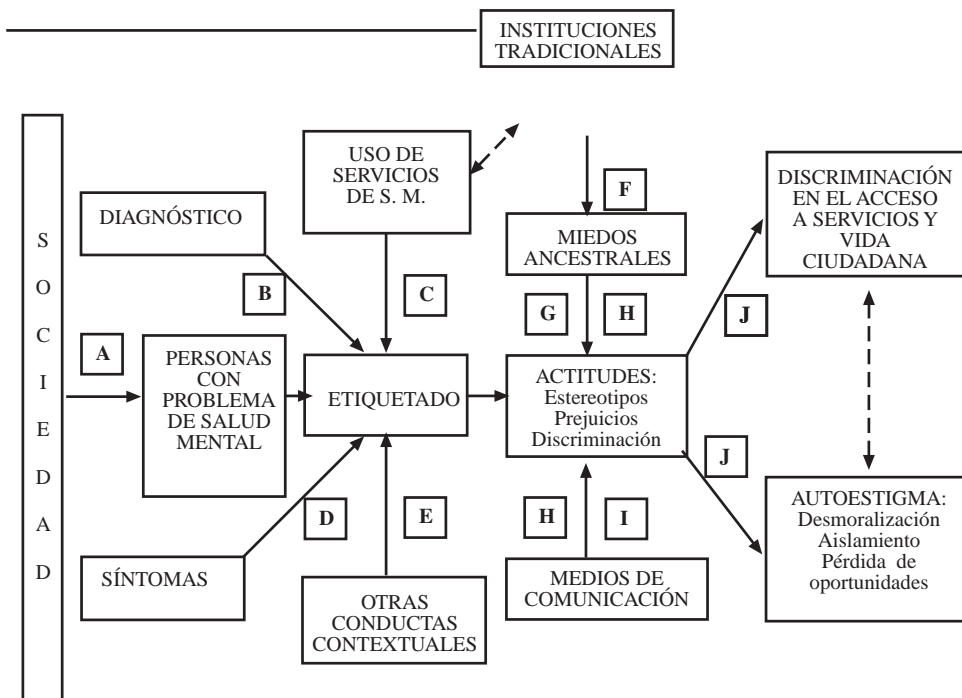 INSTITUCIONES
TRADICIONALES
SOCIEDAD
DIAGNÓSTICO
USO DE
SERVICIOS
DE S. M.
F
MIEDOS
ANCESTRALES
DISCRIMINACIÓN
EN EL ACCESO
A SERVICIOS Y
VIDA
CIUDADANA
B
C
G
H
J
A
PERSONAS
CON
PROBLEMA
DE SALUD
MENTAL
ETIQUETADO
ACTITUDES:
Estereotipos
Prejuicios
Discriminación
J
D
E
H
I
SÍNTOMAS
OTRAS
CONDUCTAS
CONTEXTUALES
MEDIOS DE
COMUNICACIÓN
AUTOESTIGMA:
Desmoralización
Aislamiento
Pérdida de
oportunidades